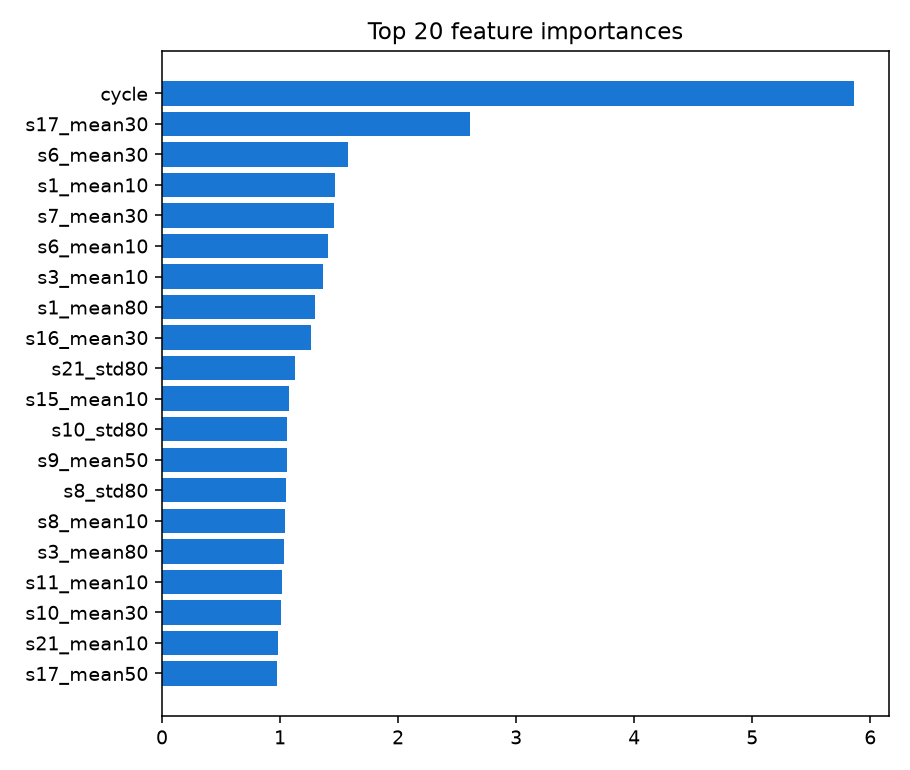 Top 20 feature importances
cycle
s17_mean30
s6_mean30
s1_mean10
s7_mean30
s6_mean10
s3_mean10
s1_mean80
s16_mean30
s21_std80
s15_mean10
s10_std80
s9_mean50
s8_std80
s8_mean10
s3_mean80
s11_mean10
s10_mean30
s21_mean10
s17_mean50
0 1 2 3 4 5 6